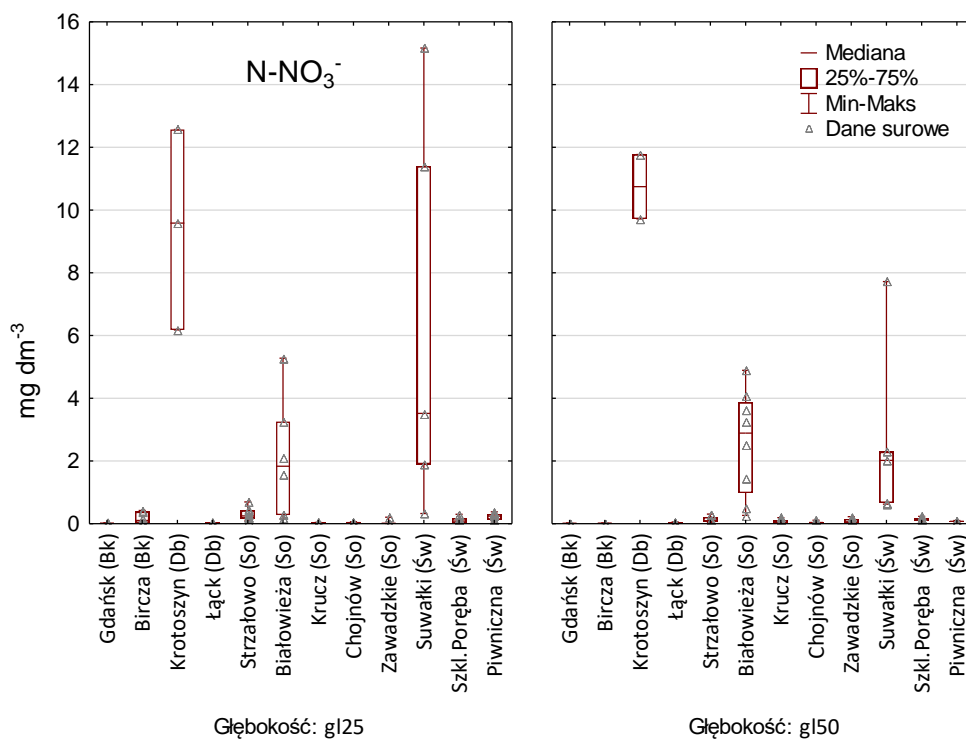 N-NO3-
Mediana
25%-75%
Min-Maks
Dane surowe
mg dm-3
16
14
12
10
8
6
4
2
0
Gdańsk (Bk)
Bircza (Bk)
Krotoszyn (Db)
Łąck (Db)
Strzałowo (So)
Białowieża (So)
Krucz (So)
Chojnów (So)
Zawadzkie (So)
Suwałki (Św)
Szkl.Poręba (Św)
Piwniczna (Św)
Gdańsk (Bk)
Bircza (Bk)
Krotoszyn (Db)
Łąck (Db)
Strzałowo (So)
Białowieża (So)
Krucz (So)
Chojnów (So)
Zawadzkie (So)
Suwałki (Św)
Szkl.Poręba (Św)
Piwniczna (Św)
Głębokość: gl25
Głębokość: gl50